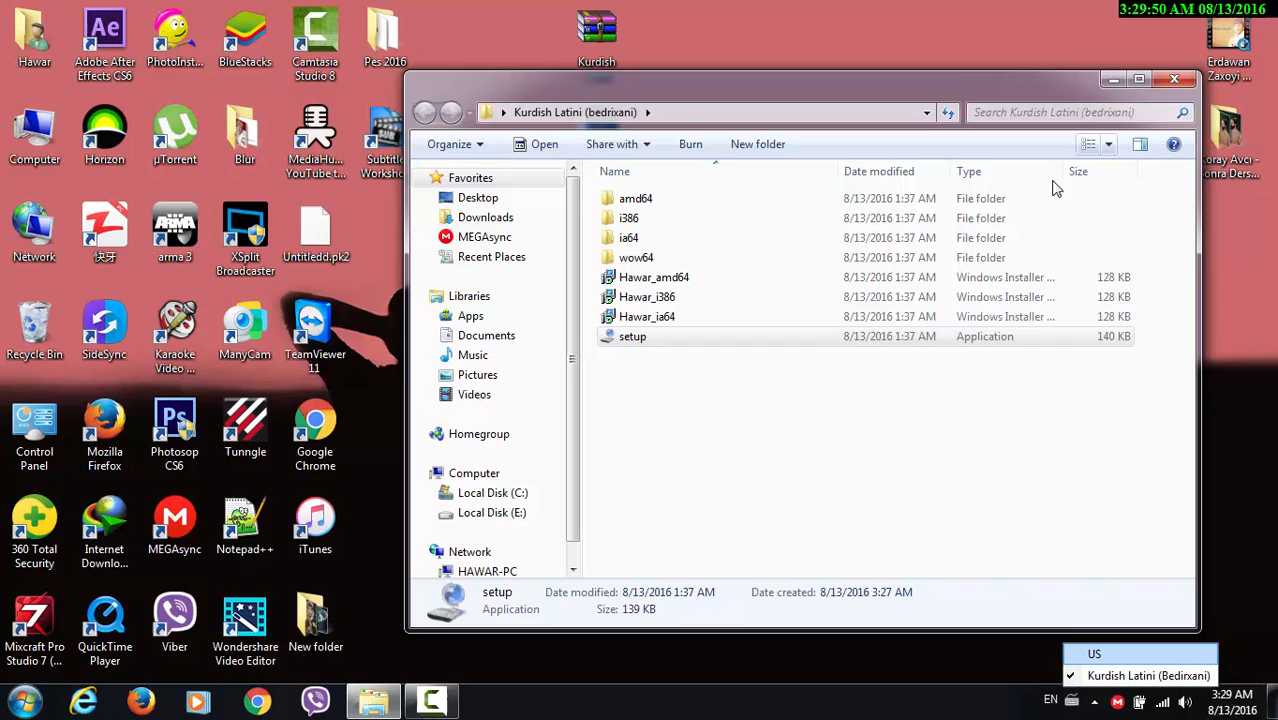 3:29:50 AM 08/13/2016
Hawar
Adobe After
Effects CS6
PhotoInst...
BlueStacks
Camtasia
Studio 8
Pes 2016
Kurdish
Erdawan
Zaxoyi ...
Computer
Horizon
µTorrent
Blur
MediaHu...
YouTube t...
Subtitle
Worksho
Koray Avcı -
Network
快牙
arma 3
XSplit
Broadcaster
Untitledd.pk2
Recycle Bin
SideSync
Karaoke
Video ...
ManyCam
TeamViewer
11
Control
Panel
Mozilla
Firefox
Photosop
CS6
Tunngle
Google
Chrome
360 Total
Security
Internet
Downlo...
MEGAsync
Notepad++
iTunes
Mixcraft Pro
Studio 7 (...
QuickTime
Player
Viber
Wondershare
Video Editor
New folder
Kurdish Latini (bedrixani)
Search Kurdish Latini (bedrixani)
Organize
Open
Share with
Burn
New folder
Favorites
Desktop
Downloads
MEGAsync
Recent Places
Libraries
Apps
Documents
Music
Pictures
Videos
Homegroup
Computer
Local Disk (C:)
Local Disk (E:)
Network
HAWAR-PC
Name Date modified Type Size
amd64 8/13/2016 1:37 AM File folder
i386 8/13/2016 1:37 AM File folder
ia64 8/13/2016 1:37 AM File folder
wow64 8/13/2016 1:37 AM File folder
Hawar_amd64 8/13/2016 1:37 AM Windows Installer ... 128 KB
Hawar_i386 8/13/2016 1:37 AM Windows Installer ... 128 KB
Hawar_ia64 8/13/2016 1:37 AM Windows Installer ... 128 KB
setup 8/13/2016 1:37 AM Application 140 KB
setup Date modified: 8/13/2016 1:37 AM Date created: 8/13/2016 3:27 AM
Application Size: 139 KB
US
Kurdish Latini (Bedirxani)
EN
3:29 AM
8/13/2016